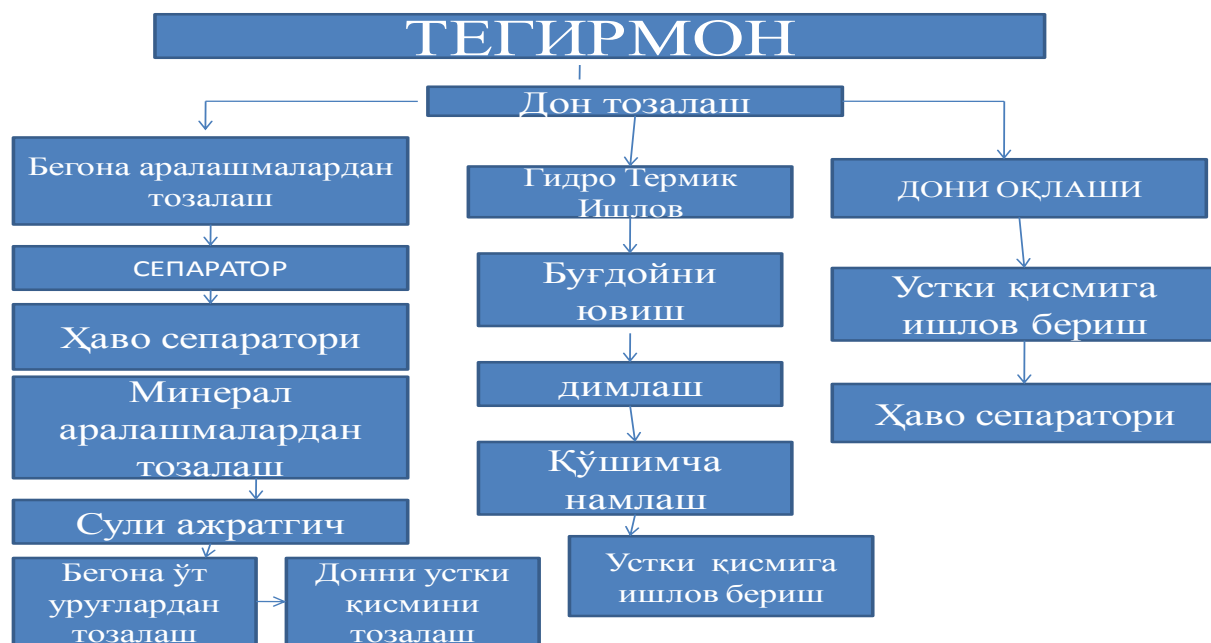 ТЕГИРМОН
Дон тозалаш
Бегона аралашмалардан
тозалаш
СЕПАРАТОР
Ҳаво сепаратори
Минерал
аралашмалардан
тозалаш
Сули ажратгич
Бегона ўт
уруғлардан
тозалаш
Донни устки
қисмини
тозалаш
Гидро Термик
Ишлов
Буғдойни
ювиш
димлаш
Қўшимча
намлаш
Устки қисмига
ишлов бериш
ДОНИ ОҚЛАШИ
Устки қисмига
ишлов бериш
Ҳаво сепаратори